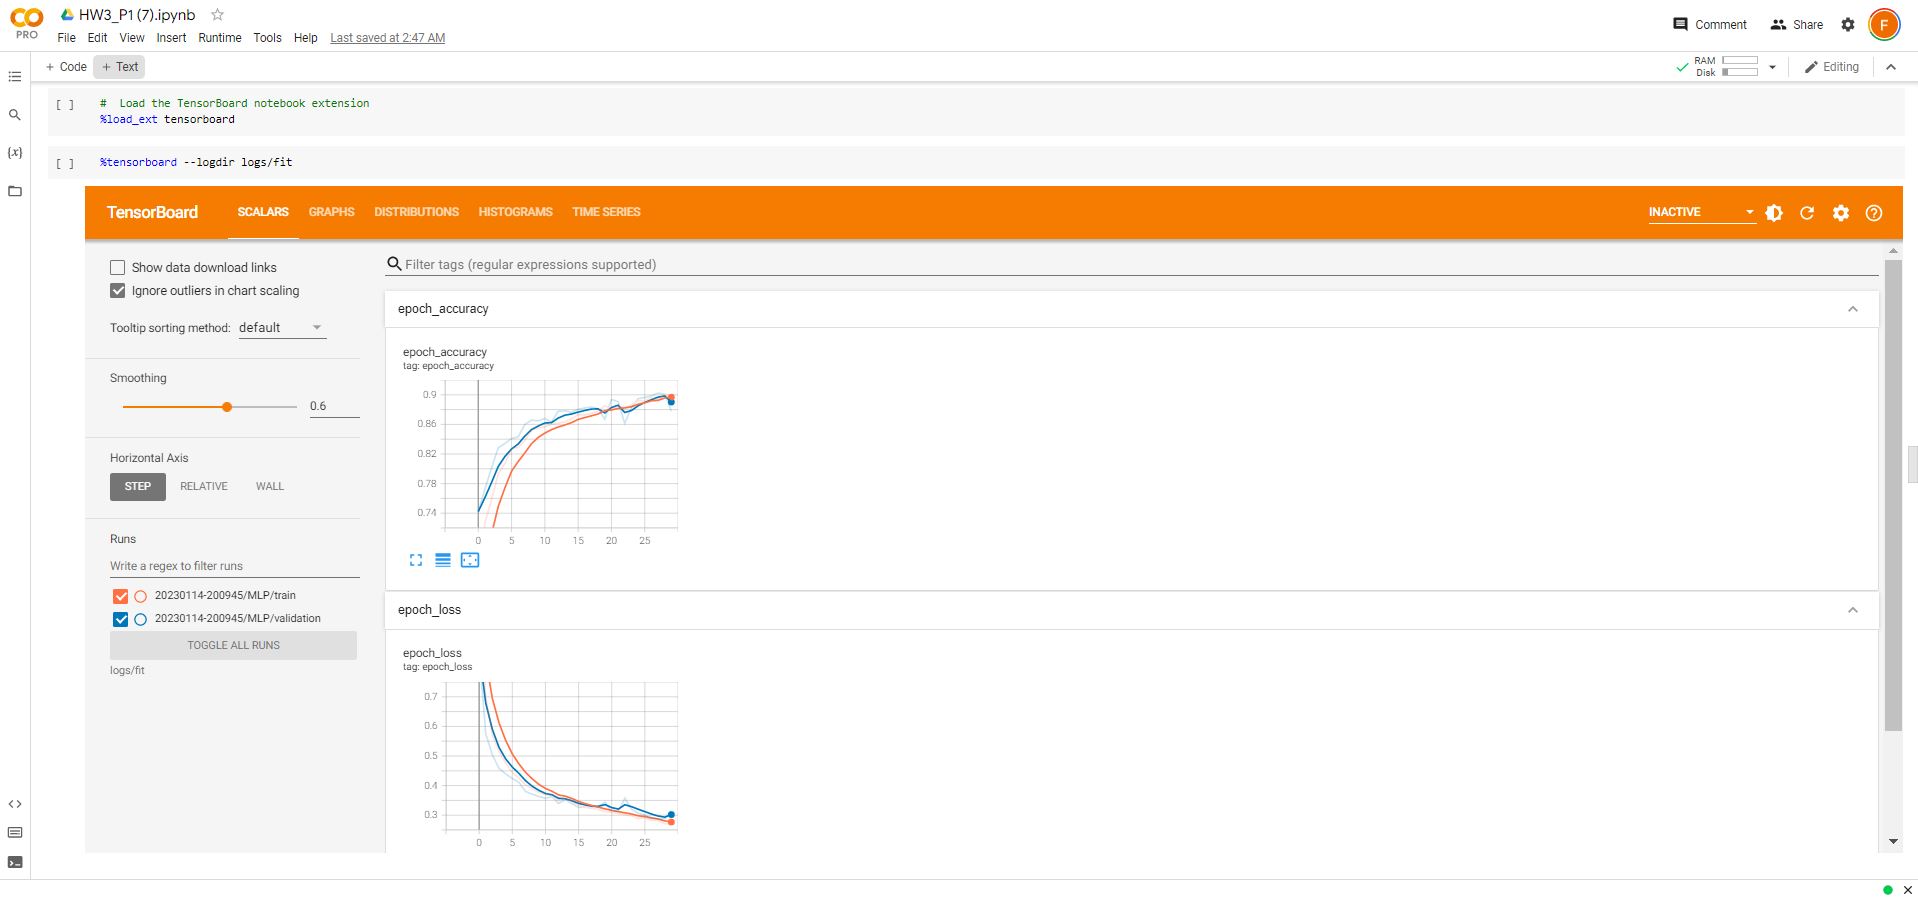 HW3_P1 (7).ipynb
PRO
File Edit View Insert Runtime Tools Help Last saved at 2:47 AM
Comment Share F
+ Code + Text
RAM
Disk
Editing
[ ] # Load the TensorBoard notebook extension
%load_ext tensorboard
[ ] %tensorboard --logdir logs/fit
TensorBoard SCALARS GRAPHS DISTRIBUTIONS HISTOGRAMS TIME SERIES INACTIVE
Show data download links
Ignore outliers in chart scaling
Tooltip sorting method: default
Smoothing
0.6
Horizontal Axis
STEP RELATIVE WALL
Runs
Write a regex to filter runs
20230114-200945/MLP/train
20230114-200945/MLP/validation
TOGGLE ALL RUNS
logs/fit
Filter tags (regular expressions supported)
epoch_accuracy
epoch_accuracy
tag: epoch_accuracy
0.9
0.86
0.82
0.78
0.74
0 5 10 15 20 25
epoch_loss
epoch_loss
tag: epoch_loss
0.7
0.6
0.5
0.4
0.3
0 5 10 15 20 25